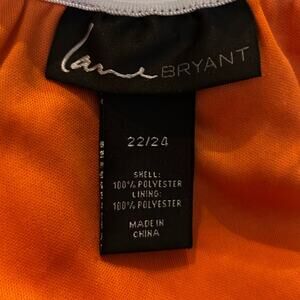 Lane BRYANT
22/24
SHELL:
100% POLYESTER
LINING:
100% POLYESTER
MADE IN
CHINA